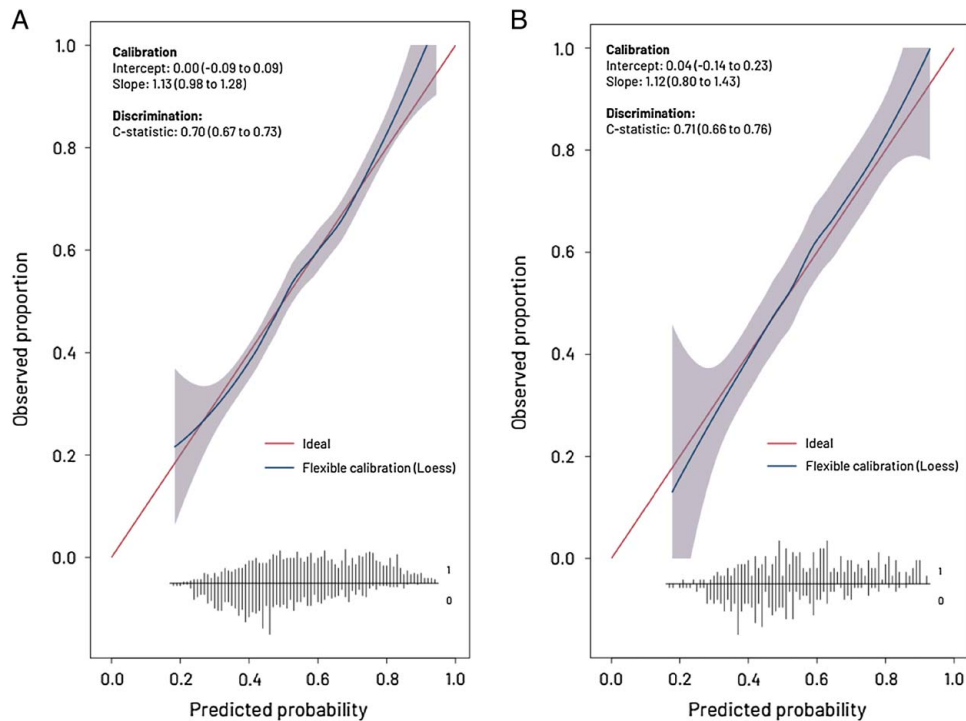 A
Calibration
Intercept: 0.00 (-0.09 to 0.09)
Slope: 1.13 (0.98 to 1.28)
Discrimination:
C-statistic: 0.70 (0.67 to 0.73)
Observed proportion
1.0
0.8
0.6
0.4
0.2
0.0
Ideal
Flexible calibration (Loess)
1
0
0.0 0.2 0.4 0.6 0.8 1.0
Predicted probability
B
Calibration
Intercept: 0.04 (-0.14 to 0.23)
Slope: 1.12 (0.80 to 1.43)
Discrimination:
C-statistic: 0.71 (0.66 to 0.76)
Observed proportion
1.0
0.8
0.6
0.4
0.2
0.0
Ideal
Flexible calibration (Loess)
1
0
0.0 0.2 0.4 0.6 0.8 1.0
Predicted probability